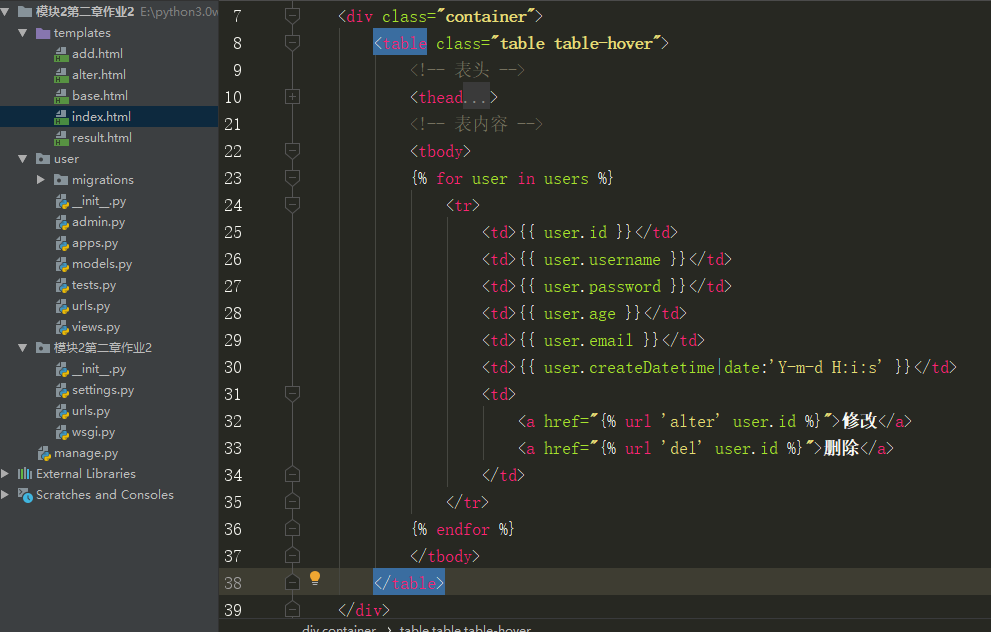 模块2第二章作业2 E:\python3.0w
templates
add.html
alter.html
base.html
index.html
result.html
user
migrations
__init__.py
admin.py
apps.py
models.py
tests.py
urls.py
views.py
模块2第二章作业2
__init__.py
settings.py
urls.py
wsgi.py
manage.py
External Libraries
Scratches and Consoles
7 <div class="container">
8 <table class="table table-hover">
9 <!-- 表头 -->
10 <thead...>
21 <!-- 表内容 -->
22 <tbody>
23 {% for user in users %}
24 <tr>
25 <td>{{ user.id }}</td>
26 <td>{{ user.username }}</td>
27 <td>{{ user.password }}</td>
28 <td>{{ user.age }}</td>
29 <td>{{ user.email }}</td>
30 <td>{{ user.createDatetime|date:'Y-m-d H:i:s' }}</td>
31 <td>
32 <a href="{% url 'alter' user.id %}">修改</a>
33 <a href="{% url 'del' user.id %}">删除</a>
34 </td>
35 </tr>
36 {% endfor %}
37 </tbody>
38 </table>
39 </div>
div.container › table.table.table-hover